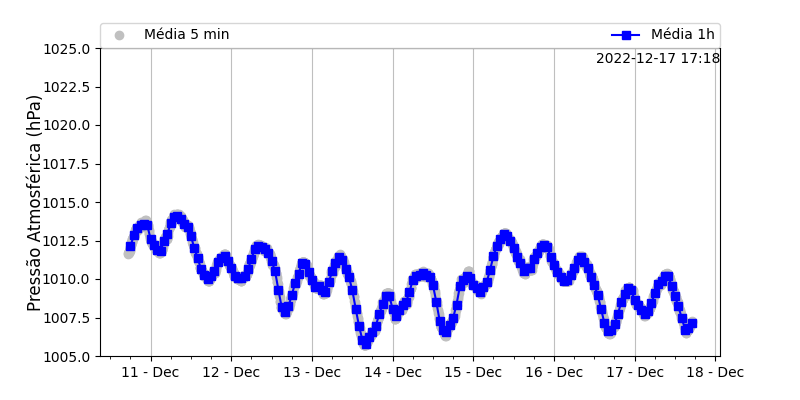 Média 5 min
Média 1h
2022-12-17 17:18
Pressão Atmosférica (hPa)
1025.0
1022.5
1020.0
1017.5
1015.0
1012.5
1010.0
1007.5
1005.0
11 - Dec
12 - Dec
13 - Dec
14 - Dec
15 - Dec
16 - Dec
17 - Dec
18 - Dec